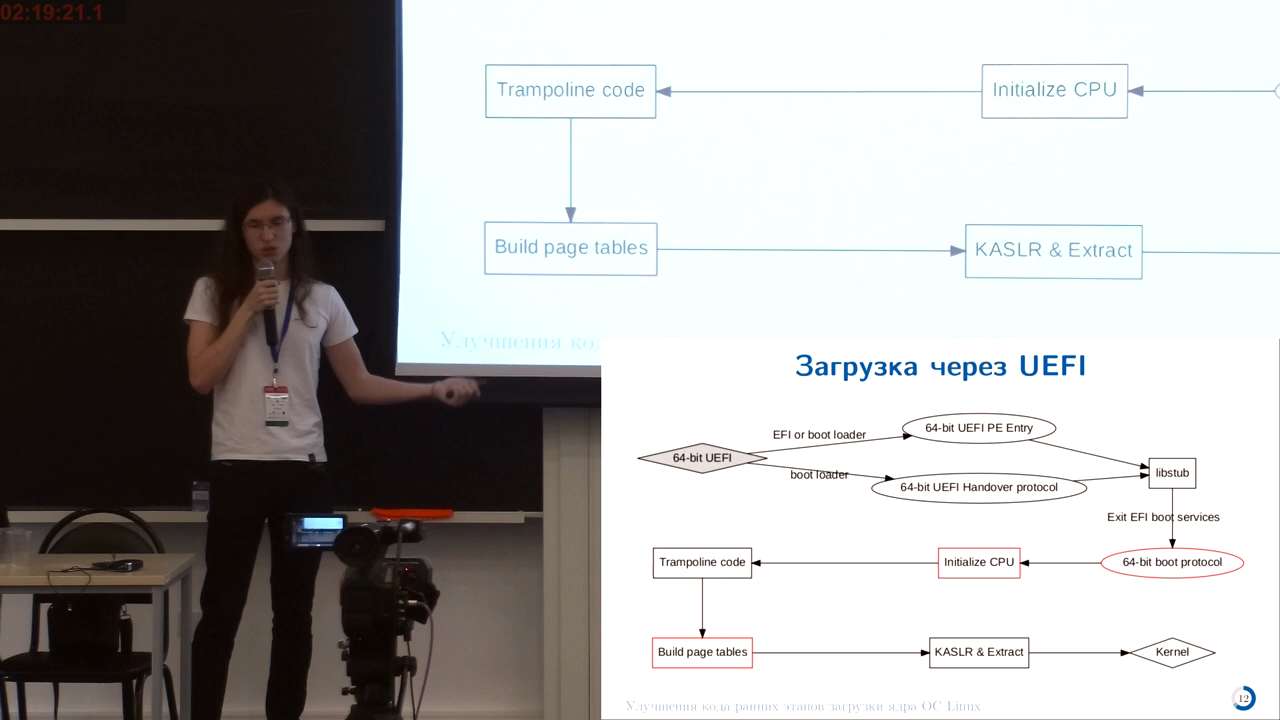 02:19:21.1
Trampoline code
Initialize CPU
Build page tables
KASLR & Extract
Улучшения ко
Загрузка через UEFI
64-bit UEFI
EFI or boot loader
64-bit UEFI PE Entry
boot loader
64-bit UEFI Handover protocol
libstub
Exit EFI boot services
Trampoline code
Initialize CPU
64-bit boot protocol
Build page tables
KASLR & Extract
Kernel
Улучшения кода ранних этапов загрузки ядра ОС Linux
12